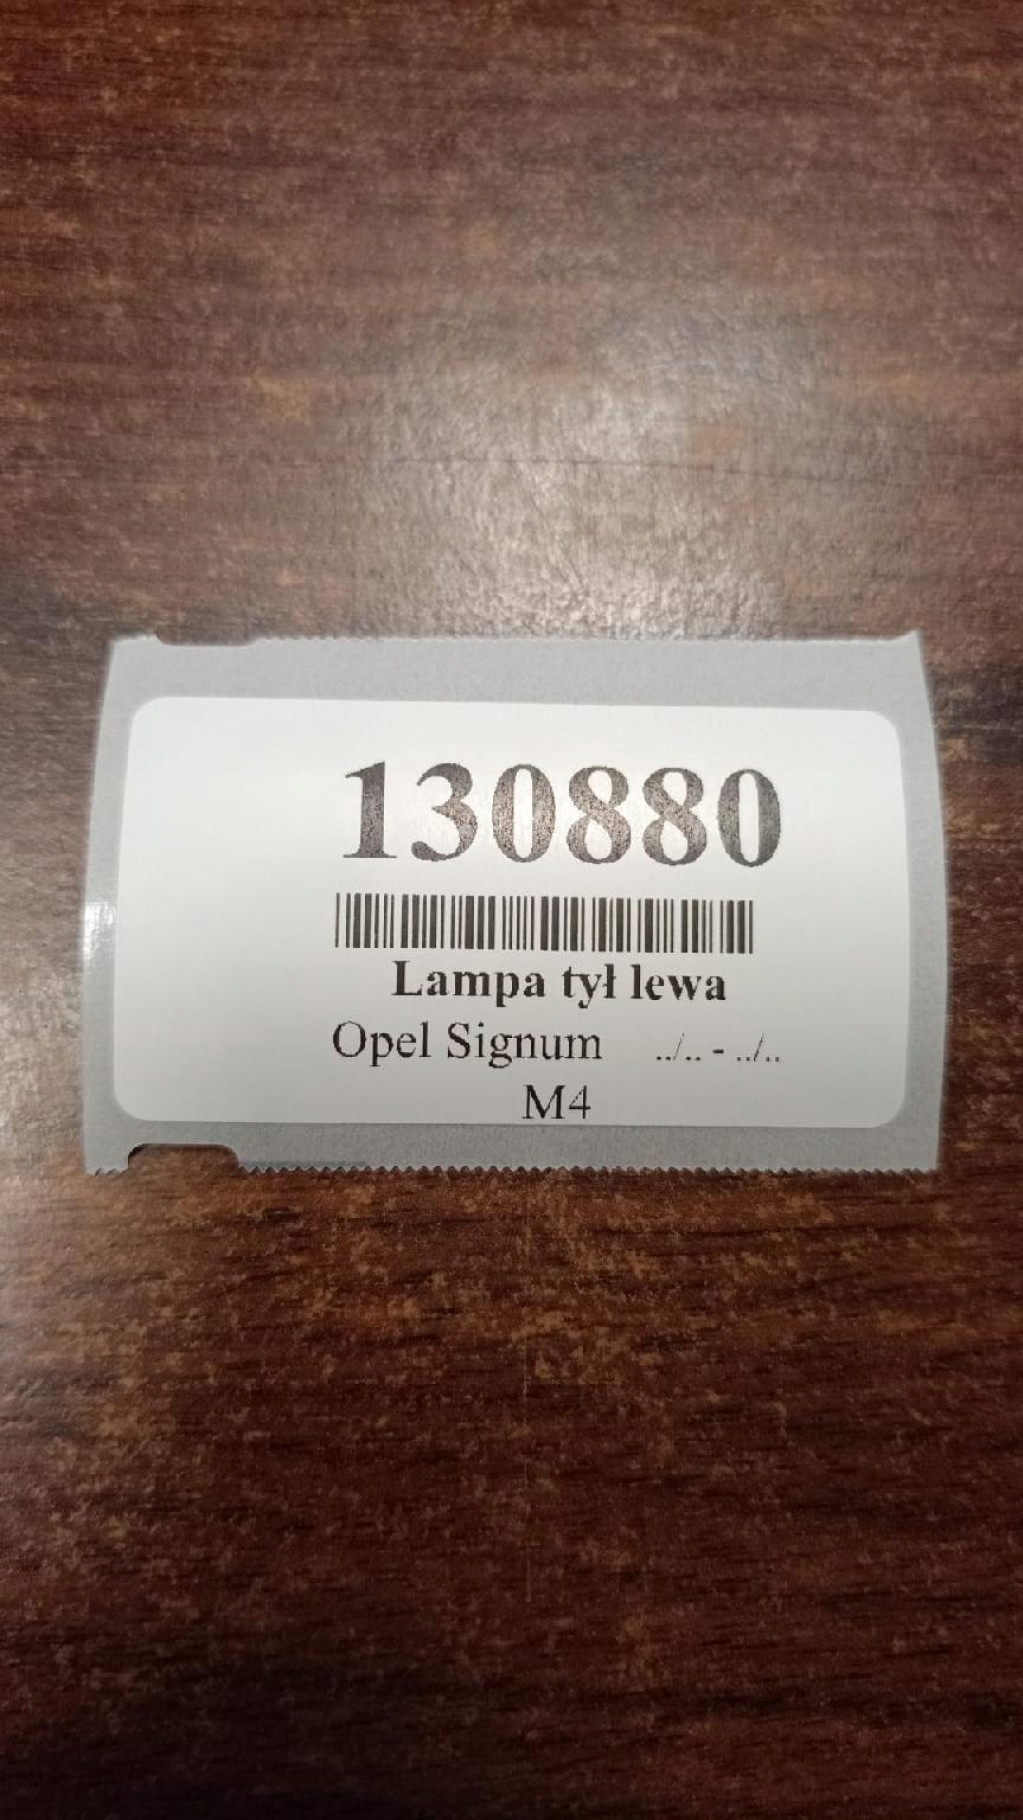 130880
Lampa tył lewa
Opel Signum ../.. - ../..
M4